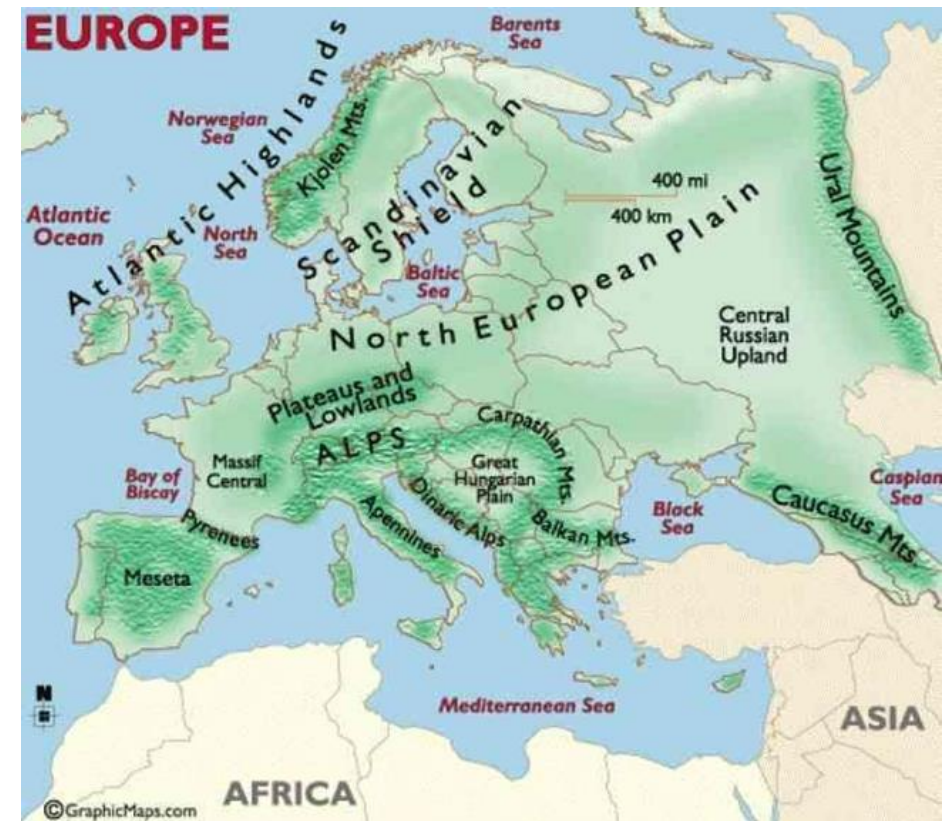 EUROPE
Barents
Sea
Norwegian
Sea
Atlantic Highlands
Kjolen Mts.
Scandinavian
Shield
Ural Mountains
400 mi
400 km
Atlantic
Ocean
North
Sea
Baltic
Sea
North European Plain
Central
Russian
Upland
Plateaus and
Lowlands
Carpathian Mts.
ALPS
Massif
Central
Great
Hungarian
Plain
Bay of
Biscay
Caspian
Sea
Black
Sea
Caucasus Mts.
Pyrenees
Apennines
Dinaric Alps
Balkan Mts.
Meseta
N
Mediterranean Sea
ASIA
AFRICA
©GraphicMaps.com